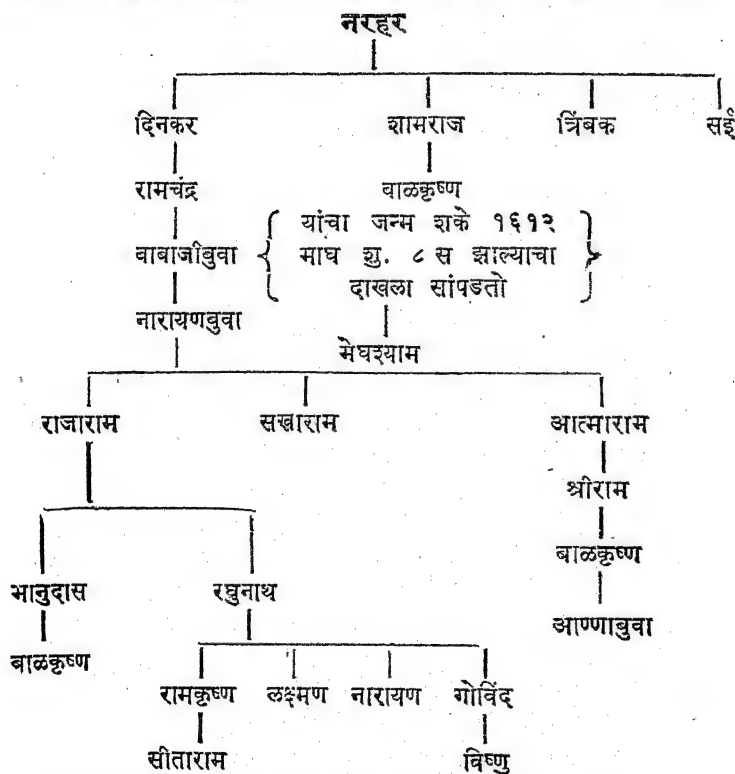 नरहर
दिनकर शामराज त्रिंबक सई
रामचंद्र बाळकृष्ण
यांचा जन्म शके १६१२
बाबाजीबुवा { माघ शु. ८ स झाल्याचा }
दाखला सांपडतो
नारायणबुवा
मेघश्याम
राजाराम सखाराम आत्माराम
श्रीराम
बाळकृष्ण
भानुदास रघुनाथ
आण्णाबुवा
बाळकृष्ण
रामकृष्ण लक्ष्मण नारायण गोविंद
सीताराम विष्णु